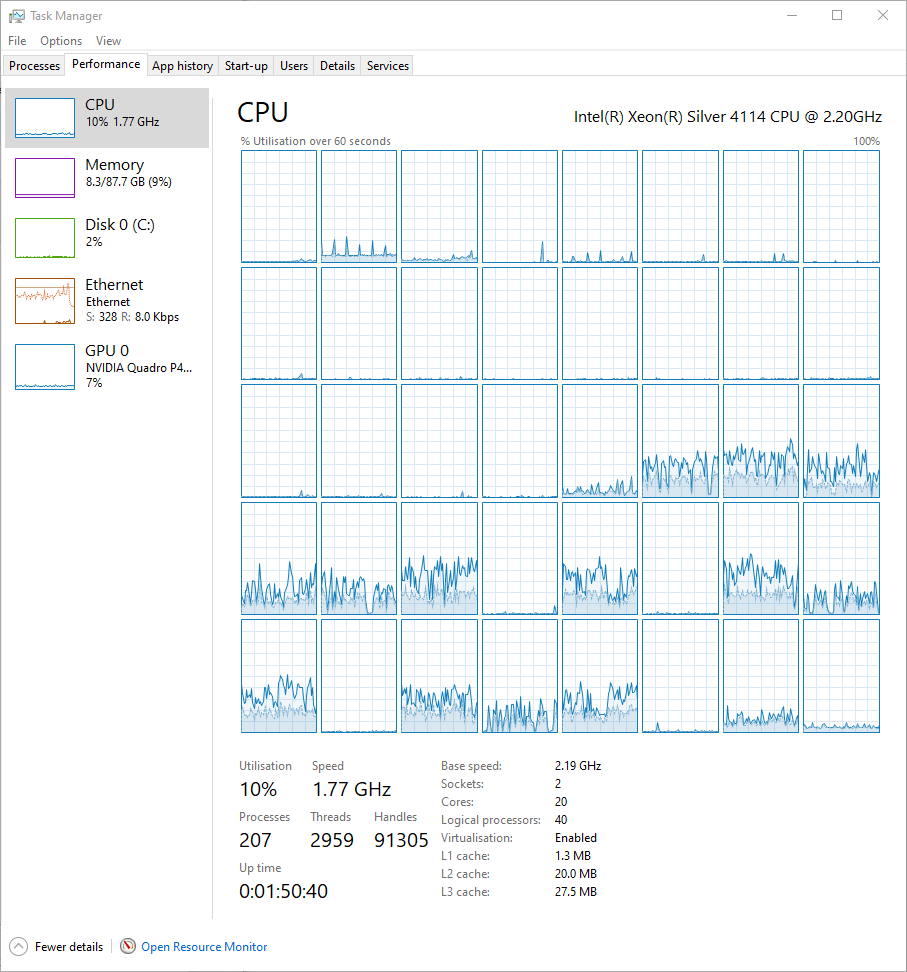 Task Manager
File Options View
Processes Performance App history Start-up Users Details Services
CPU
10% 1.77 GHz
Memory
8.3/87.7 GB (9%)
Disk 0 (C:)
2%
Ethernet
Ethernet
S: 328 R: 8.0 Kbps
GPU 0
NVIDIA Quadro P4...
7%
CPU Intel(R) Xeon(R) Silver 4114 CPU @ 2.20GHz
% Utilisation over 60 seconds 100%
Utilisation Speed
10% 1.77 GHz
Processes Threads Handles
207 2959 91305
Up time
0:01:50:40
Base speed: 2.19 GHz
Sockets: 2
Cores: 20
Logical processors: 40
Virtualisation: Enabled
L1 cache: 1.3 MB
L2 cache: 20.0 MB
L3 cache: 27.5 MB
Fewer details Open Resource Monitor